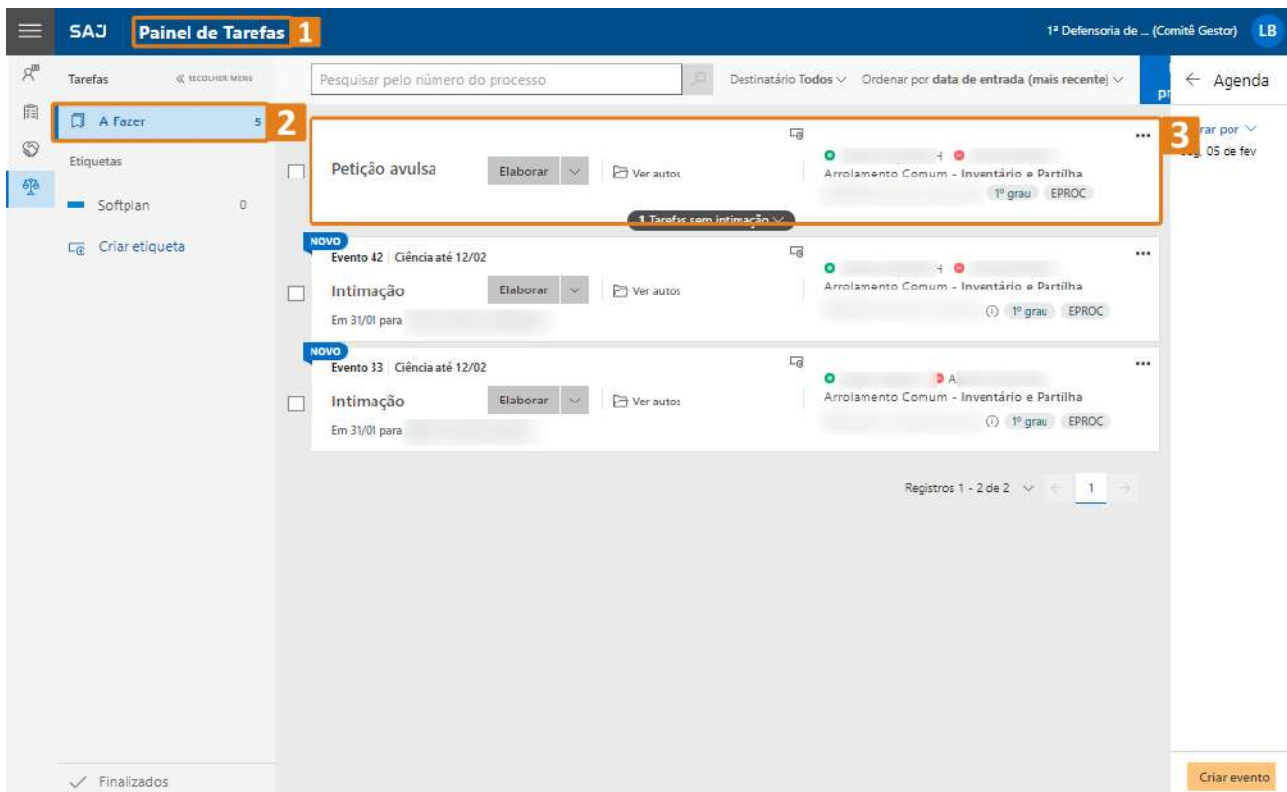 SAJ Painel de Tarefas 1 1ª Defensoria de ... (Comitê Gestor) LB
Tarefas RECOLHER MENU Pesquisar pelo número do processo Destinatário Todos Ordenar por data de entrada (mais recente) Agenda
A Fazer 5 2
3
rar por
05 de fev
Etiquetas
Softplan 0
Criar etiqueta
Petição avulsa Elaborar Ver autos
Arrolamento Comum - Inventário e Partilha
1º grau EPROC
1 Tarefas sem intimação
NOVO
Evento 42 Ciência até 12/02
Intimação Elaborar Ver autos
Arrolamento Comum - Inventário e Partilha
1º grau EPROC
Em 31/01 para
NOVO
Evento 33 Ciência até 12/02
A
Intimação Elaborar Ver autos
Arrolamento Comum - Inventário e Partilha
1º grau EPROC
Em 31/01 para
Registros 1 - 2 de 2 1
Finalizados
Criar evento